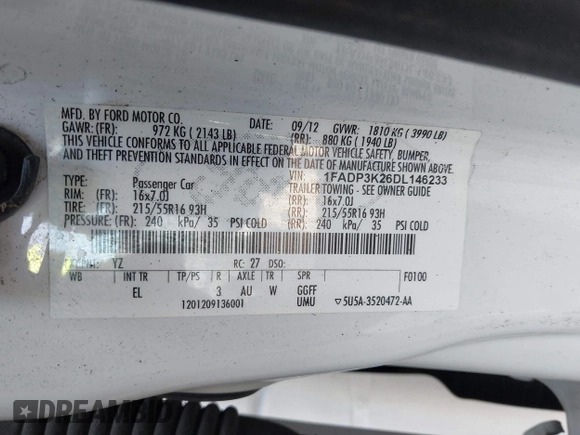 MFD. BY FORD MOTOR CO.
DATE: 09/12 GVWR: 1810 KG ( 3990 LB)
GAWR: (FR): 972 KG ( 2143 LB) (RR): 880 KG ( 1940 LB)
THIS VEHICLE CONFORMS TO ALL APPLICABLE FEDERAL MOTOR VEHICLE SAFETY, BUMPER,
AND THEFT PREVENTION STANDARDS IN EFFECT ON THE DATE OF MANUFACTURE SHOWN ABOVE.
VIN: 1FADP3K26DL146233
TYPE: Passenger Car TRAILER TOWING - SEE OWNER GUIDE
RIM: (FR): 16x7.0J (RR): 16x7.0J
TIRE: (FR): 215/55R16 93H (RR): 215/55R16 93H
PRESSURE: (FR): 240 kPa/ 35 PSI COLD (RR): 240 kPa/ 35 PSI COLD
YZ RC: 27 DSO:
WB INT TR TP/PS R AXLE TR SPR F0100
EL 3 AU W GGFF
1201209136001 UMU 5U5A-3520472-AA
DREAMBID